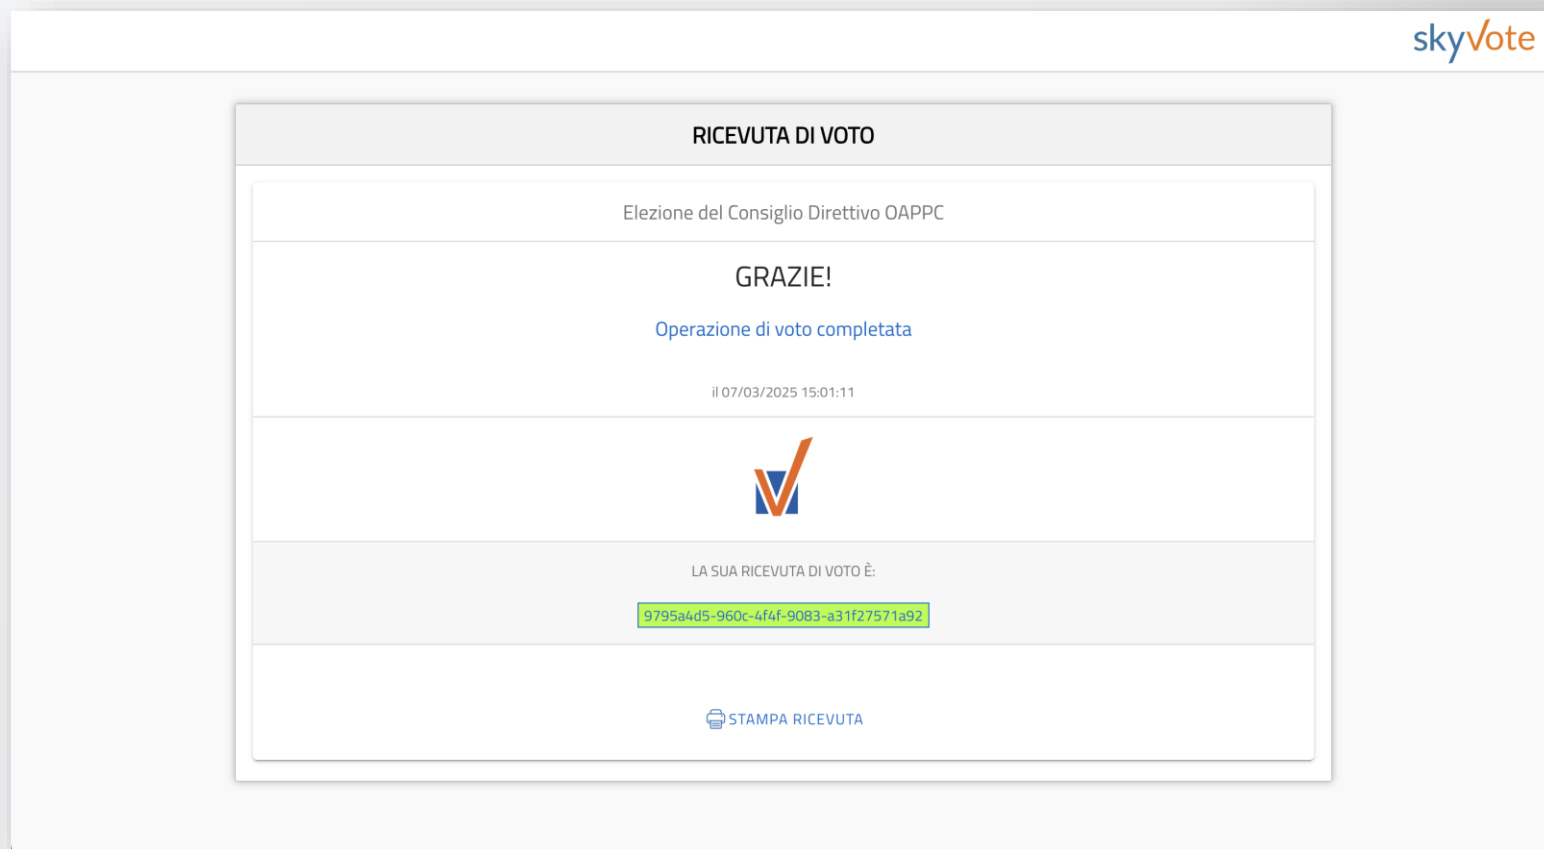 skyvote
RICEVUTA DI VOTO
Elezione del Consiglio Direttivo OAPPC
GRAZIE!
Operazione di voto completata
il 07/03/2025 15:01:11
LA SUA RICEVUTA DI VOTO È:
9795a4d5-960c-4f4f-9083-a31f27571a92
STAMPA RICEVUTA